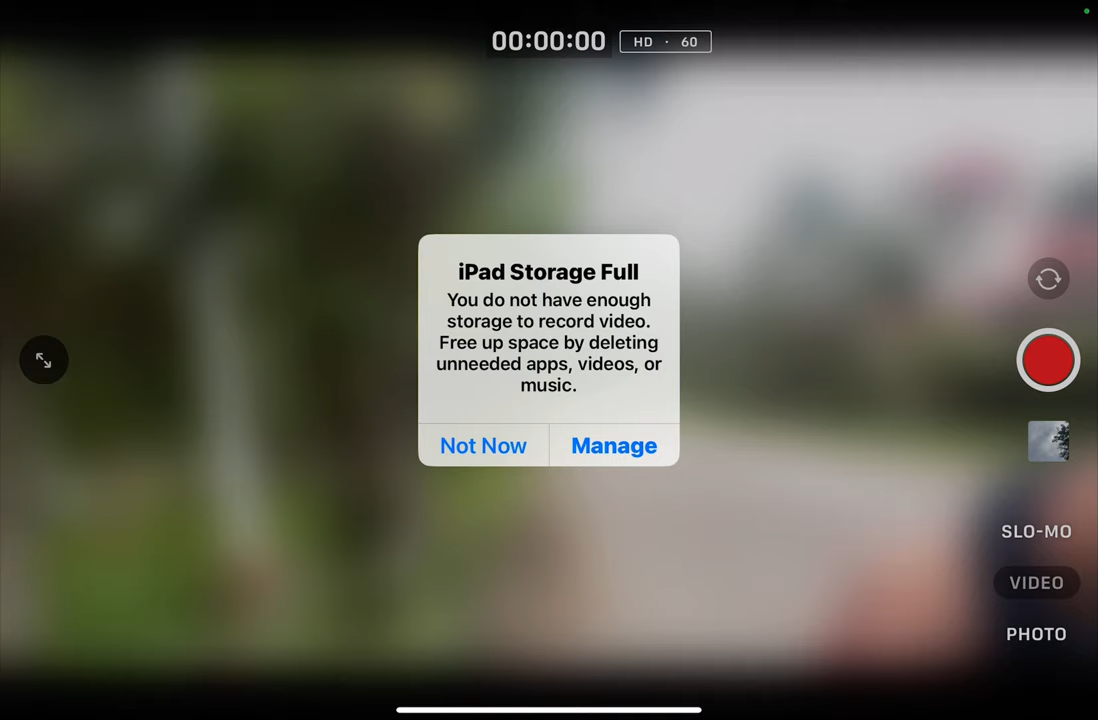 00:00:00
HD · 60
iPad Storage Full
You do not have enough
storage to record video.
Free up space by deleting
unneeded apps, videos, or
music.
Not Now
Manage
SLO-MO
VIDEO
PHOTO